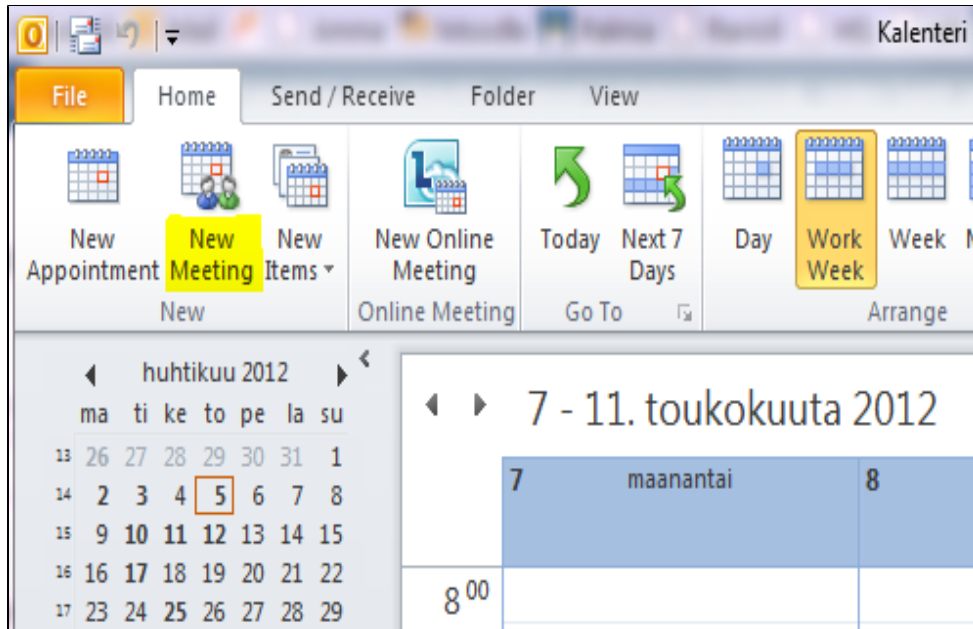 Kalenteri
File Home Send / Receive Folder View
New Appointment New Meeting New Items New Online Meeting Today Next 7 Days Day Work Week Week
New Online Meeting Go To Arrange
huhtikuu 2012
ma ti ke to pe la su
13 26 27 28 29 30 31 1
14 2 3 4 5 6 7 8
15 9 10 11 12 13 14 15
16 16 17 18 19 20 21 22
17 23 24 25 26 27 28 29
7 - 11. toukokuuta 2012
7 maanantai 8
8 00